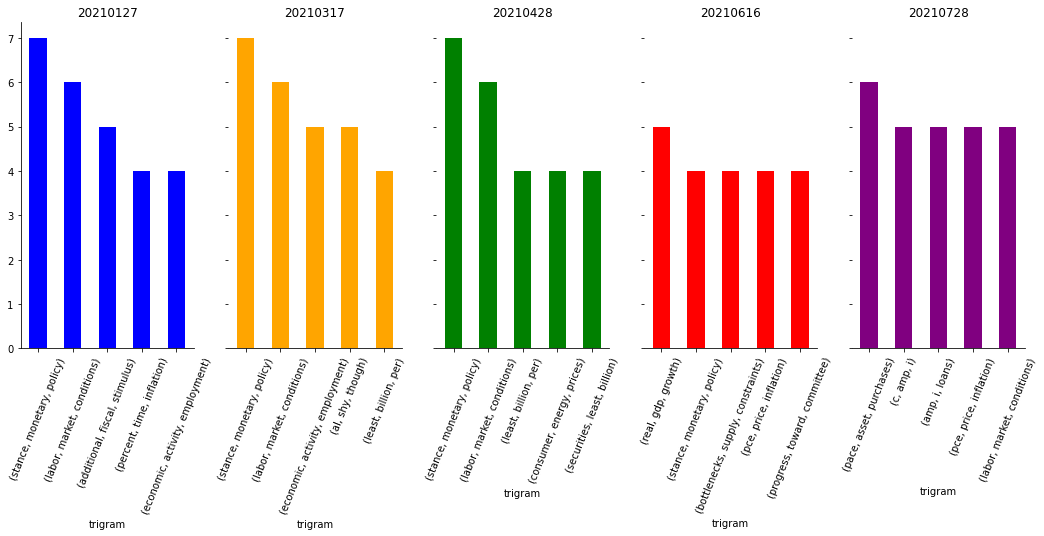 20210127
20210317
20210428
20210616
20210728
7
6
5
4
3
2
1
0
(stance, monetary, policy)
(labor, market, conditions)
(additional, fiscal, stimulus)
(percent, time, inflation)
(economic, activity, employment)
trigram
(stance, monetary, policy)
(labor, market, conditions)
(economic, activity, employment)
(al, shy, though)
(least, billion, per)
trigram
(stance, monetary, policy)
(labor, market, conditions)
(least, billion, per)
(consumer, energy, prices)
(securities, least, billion)
trigram
(real, gdp, growth)
(stance, monetary, policy)
(bottlenecks, supply, constraints)
(pce, price, inflation)
(progress, toward, committee)
trigram
(pace, asset, purchases)
(c, amp, i)
(amp, i, loans)
(pce, price, inflation)
(labor, market, conditions)
trigram